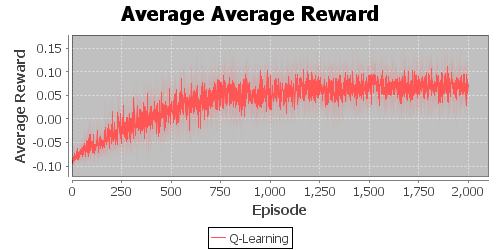 Average Average Reward
Average Reward
0.15
0.10
0.05
0.00
-0.05
-0.10
0 250 500 750 1,000 1,250 1,500 1,750 2,000
Episode
Q-Learning